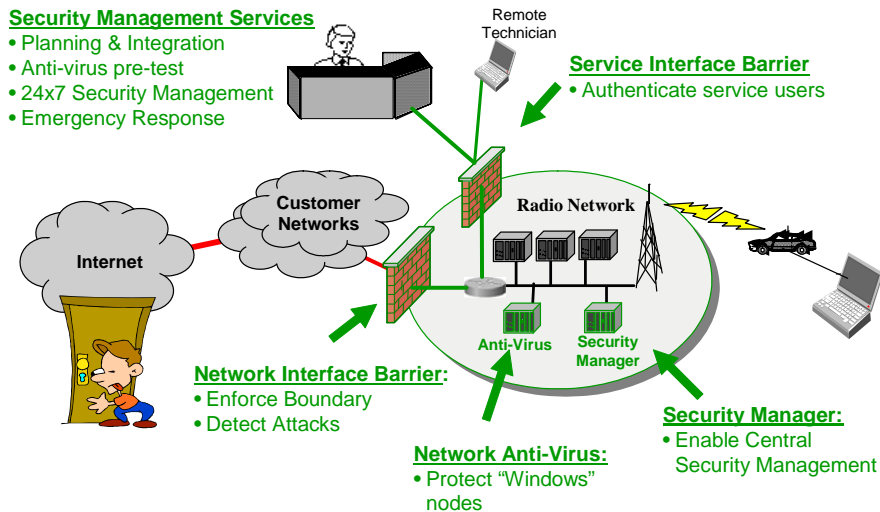 Security Management Services
• Planning & Integration
• Anti-virus pre-test
• 24x7 Security Management
• Emergency Response
Remote
Technician
Service Interface Barrier
• Authenticate service users
Customer
Networks
Internet
Radio Network
Anti-Virus
Security
Manager
Network Interface Barrier:
• Enforce Boundary
• Detect Attacks
Network Anti-Virus:
• Protect “Windows”
nodes
Security Manager:
• Enable Central
Security Management